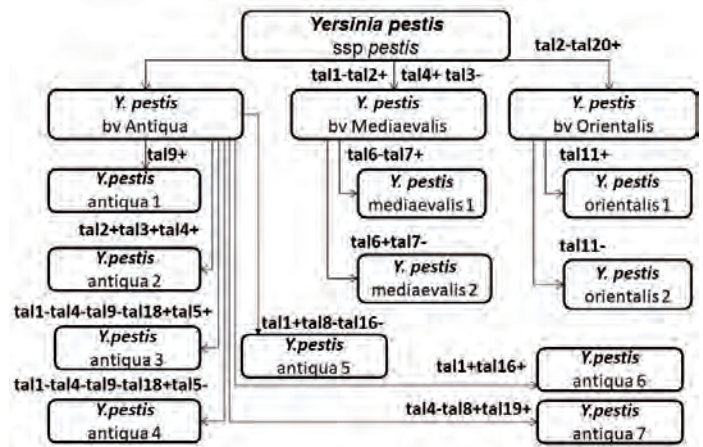 Yersinia pestis
ssp pestis
tal2-tal20+
tal1-tal2+
tal4+ tal3-
Y. pestis
bv Antiqua
Y. pestis
bv Mediaevalis
Y. pestis
bv Orientalis
tal9+
tal6-tal7+
tal11+
Y.pestis
antiqua 1
Y. pestis
mediaevalis 1
Y. pestis
orientalis 1
tal2+tal3+tal4+
tal6+tal7-
tal11-
Y.pestis
antiqua 2
Y. pestis
mediaevalis 2
Y. pestis
orientalis 2
tal1-tal4-tal9-tal18+tal5+
tal1+tal8-tal16-
Y.pestis
antiqua 3
Y.pestis
antiqua 5
tal1+tal16+
Y.pestis
antiqua 6
tal1-tal4-tal9-tal18+tal5-
tal4-tal8+tal19+
Y.pestis
antiqua 4
Y.pestis
antiqua 7